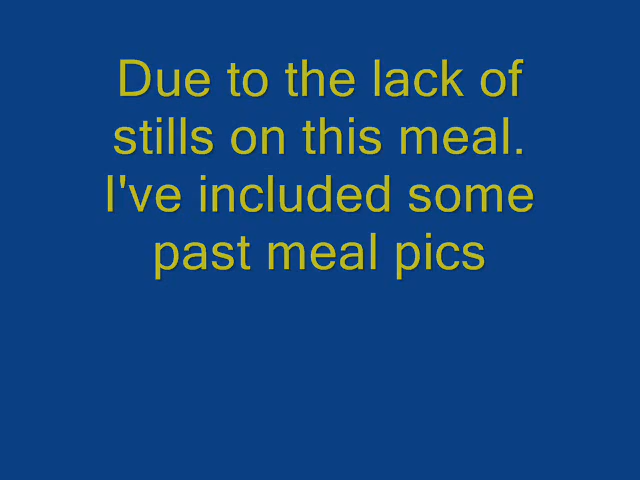 Due to the lack of
stills on this meal.
I've included some
past meal pics